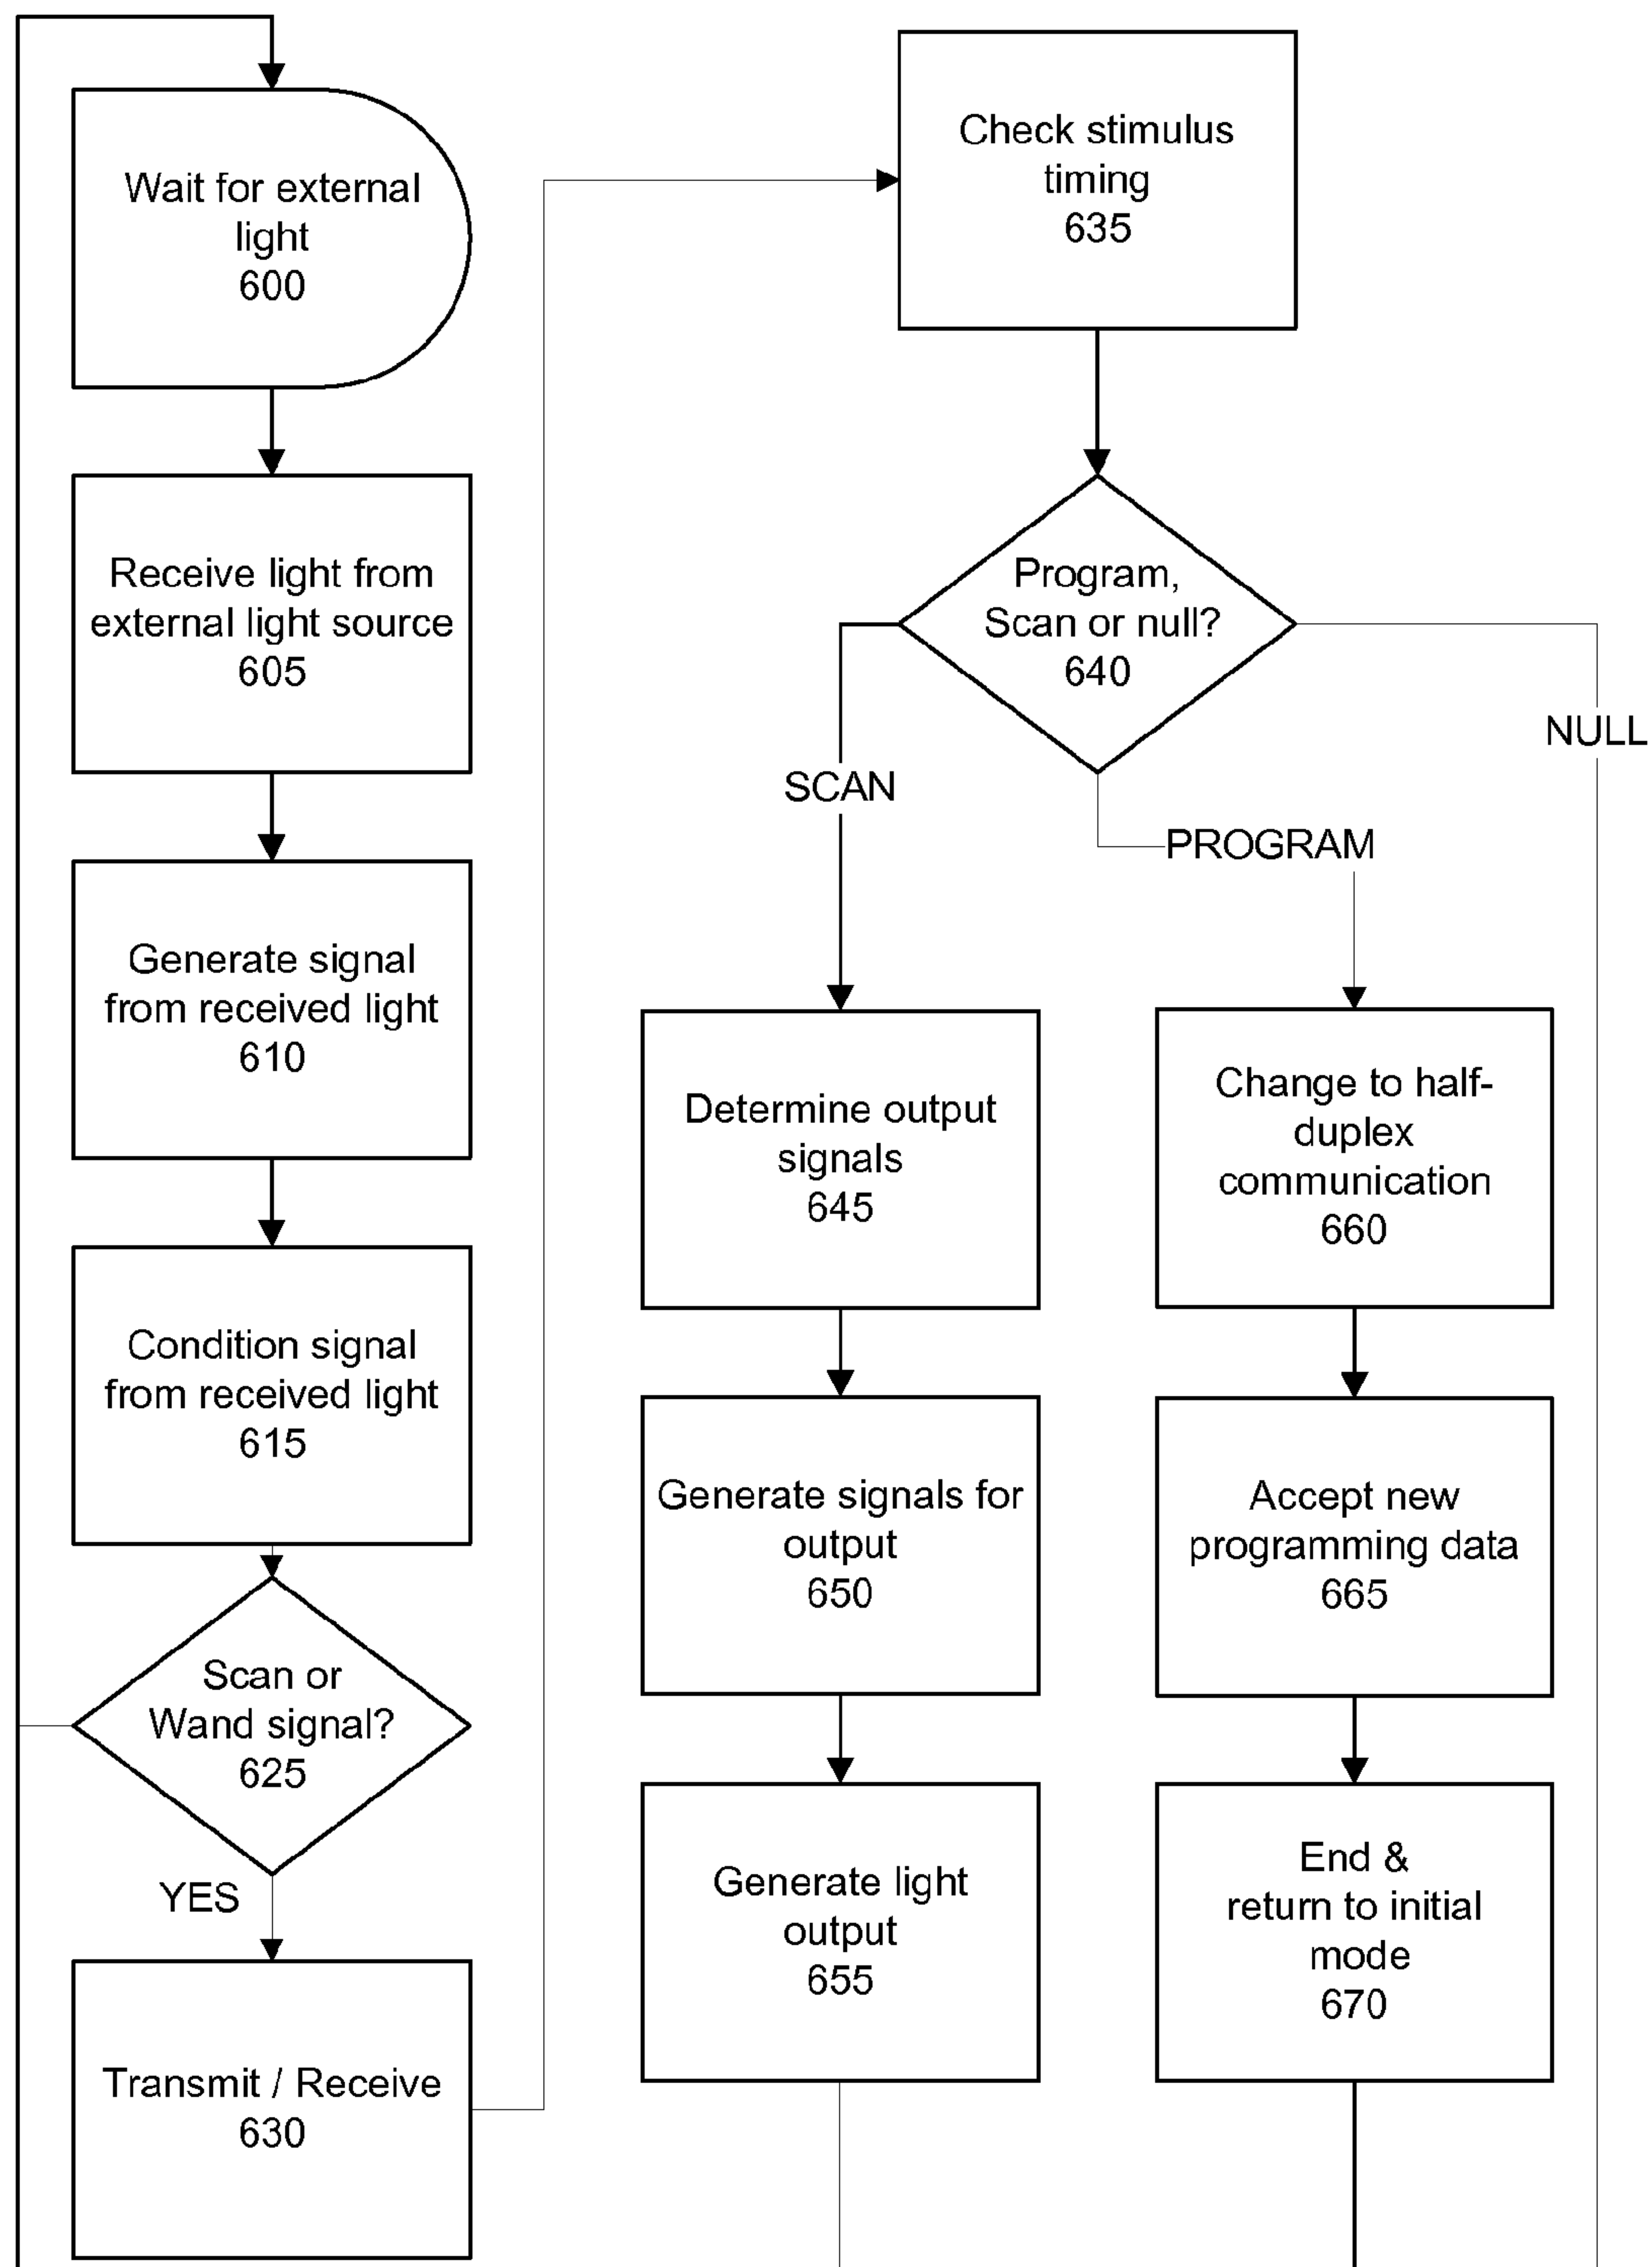 Wait for external
light
600
Receive light from
external light source
605
Generate signal
from received light
610
Condition signal
from received light
615
Scan or
Wand signal?
625
YES
Transmit / Receive
630
Check stimulus
timing
635
Program,
Scan or null?
640
NULL
SCAN
PROGRAM
Determine output
signals
645
Generate signals for
output
650
Generate light
output
655
Change to half-
duplex
communication
660
Accept new
programming data
665
End &
return to initial
mode
670